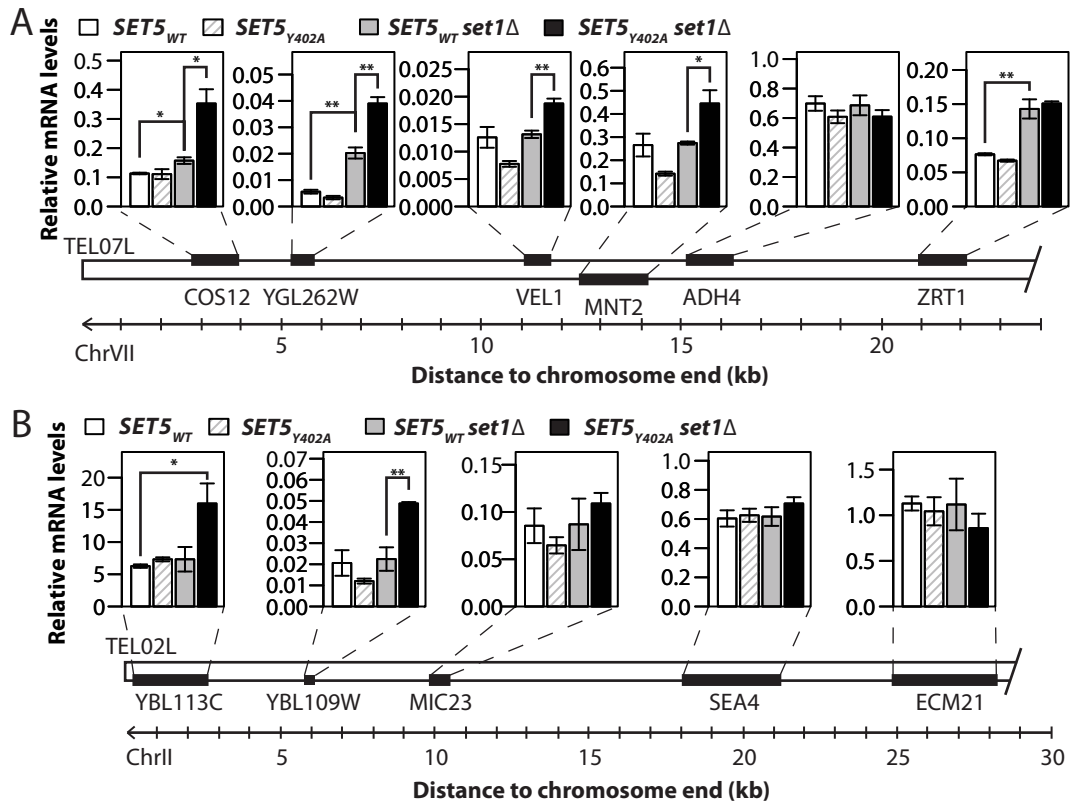 A SET5WT SET5Y402A SET5WT set1Δ SET5Y402A set1Δ
Relative mRNA levels
0.5 0.4 0.3 0.2 0.1 0.0 * *
0.05 0.04 0.03 0.02 0.01 0.00 ** **
0.025 0.020 0.015 0.010 0.005 0.000 **
0.6 0.5 0.4 0.3 0.2 0.1 0.0 *
1.0 0.8 0.6 0.4 0.2 0.0
0.20 0.15 0.10 0.05 0.00 **
TEL07L
COS12 YGL262W VEL1 MNT2 ADH4 ZRT1
ChrVII 5 10 15 20
Distance to chromosome end (kb)
B SET5WT SET5Y402A SET5WT set1Δ SET5Y402A set1Δ
Relative mRNA levels
20 15 10 5 0 *
0.07 0.06 0.05 0.04 0.03 0.02 0.01 0.00 **
0.15 0.10 0.05 0.00
1.0 0.8 0.6 0.4 0.2 0.0
1.5 1.0 0.5 0.0
TEL02L
YBL113C YBL109W MIC23 SEA4 ECM21
ChrII 5 10 15 20 25 30
Distance to chromosome end (kb)